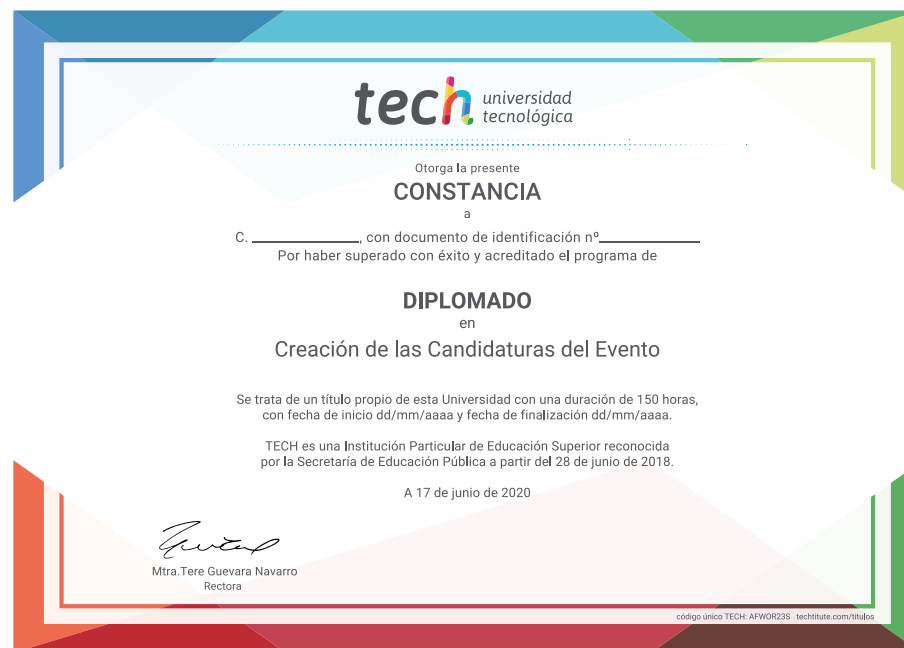 tech universidad
tecnológica
Otorga la presente
CONSTANCIA
a
C. ____________, con documento de identificación nº____________
Por haber superado con éxito y acreditado el programa de
DIPLOMADO
en
Creación de las Candidaturas del Evento
Se trata de un título propio de esta Universidad con una duración de 150 horas,
con fecha de inicio dd/mm/aaaa y fecha de finalización dd/mm/aaaa.
TECH es una Institución Particular de Educación Superior reconocida
por la Secretaría de Educación Pública a partir del 28 de junio de 2018.
A 17 de junio de 2020
Mtra.Tere Guevara Navarro
Rectora
código único TECH: AFWOR23S techtitute.com/titulos